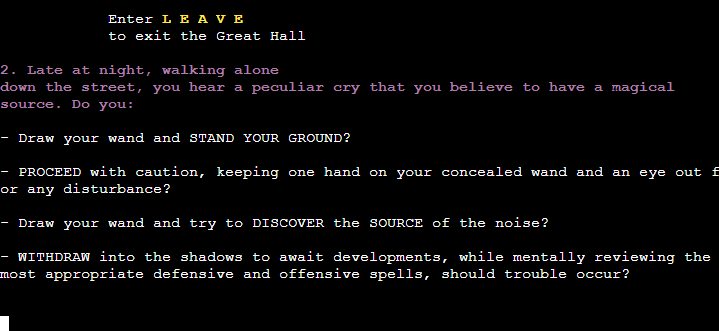 Enter L E A V E
to exit the Great Hall
2. Late at night, walking alone
down the street, you hear a peculiar cry that you believe to have a magical
source. Do you:
- Draw your wand and STAND YOUR GROUND?
- PROCEED with caution, keeping one hand on your concealed wand and an eye out f
or any disturbance?
- Draw your wand and try to DISCOVER the SOURCE of the noise?
- WITHDRAW into the shadows to await developments, while mentally reviewing the
most appropriate defensive and offensive spells, should trouble occur?